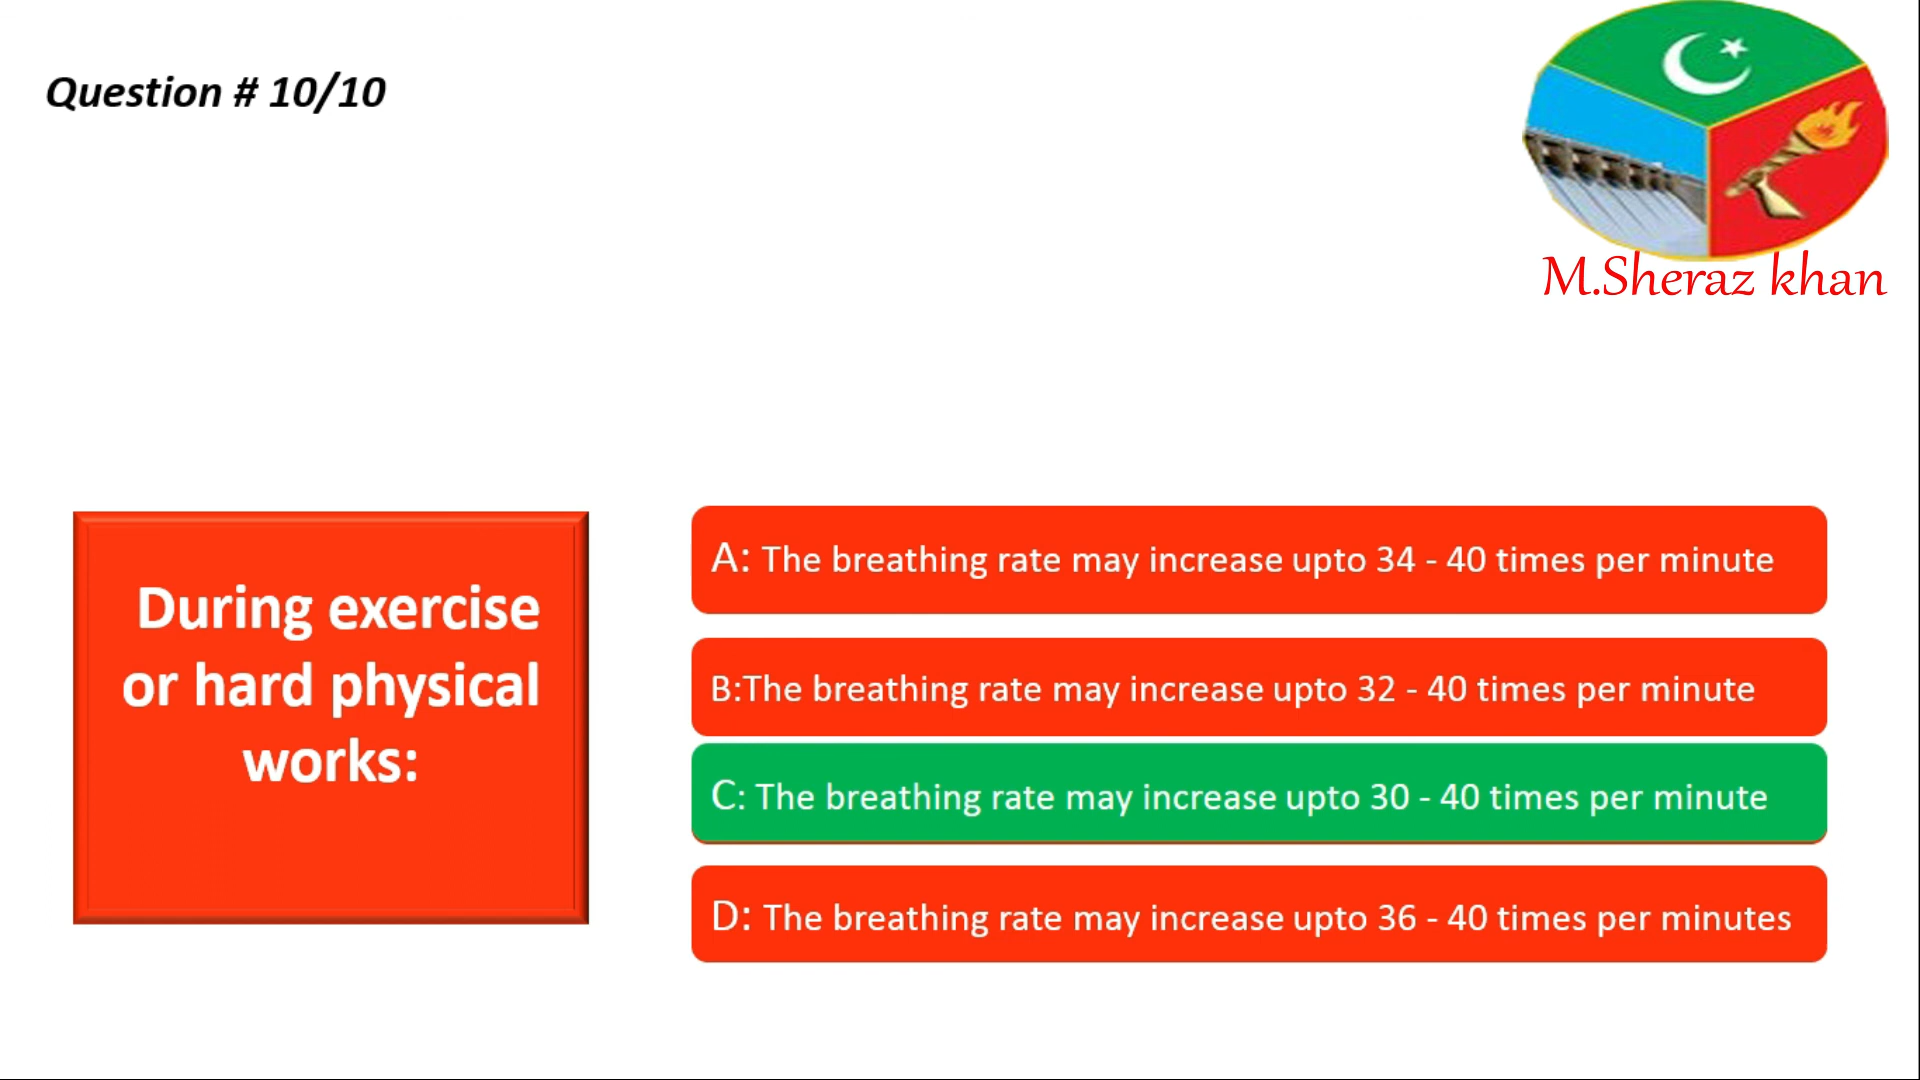 Question # 10/10
M.Sheraz khan
During exercise
or hard physical
works:
A: The breathing rate may increase upto 34 - 40 times per minute
B:The breathing rate may increase upto 32 - 40 times per minute
C: The breathing rate may increase upto 30 - 40 times per minute
D: The breathing rate may increase upto 36 - 40 times per minutes